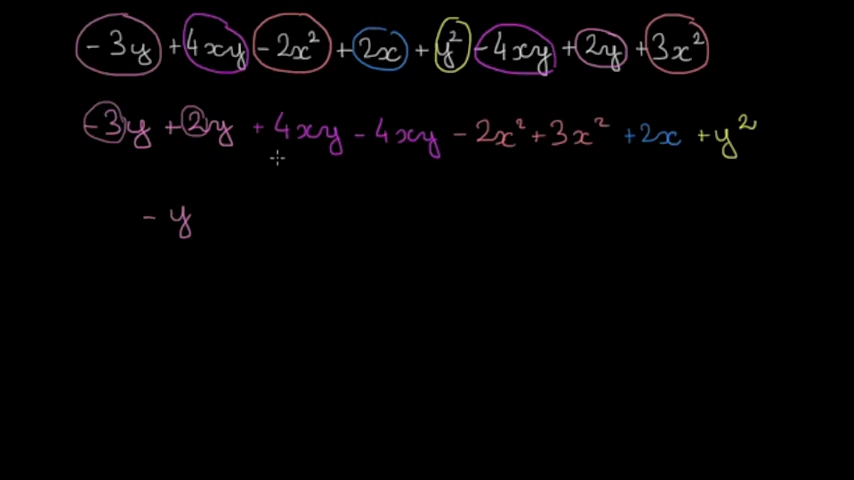 -3y +4xy -2x² +2x +y² -4xy +2y +3x²
-3y +2y +4xy -4xy -2x² +3x² +2x +y²
-y